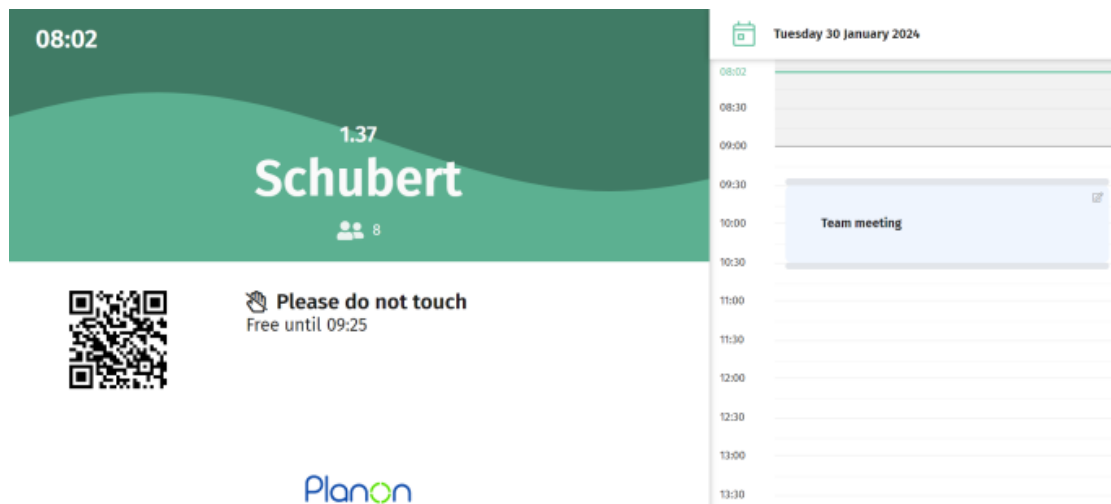 08:02
1.37
Schubert
8
Please do not touch
Free until 09:25
Planon
Tuesday 30 January 2024
08:02
08:30
09:00
09:30
10:00
Team meeting
10:30
11:00
11:30
12:00
12:30
13:00
13:30